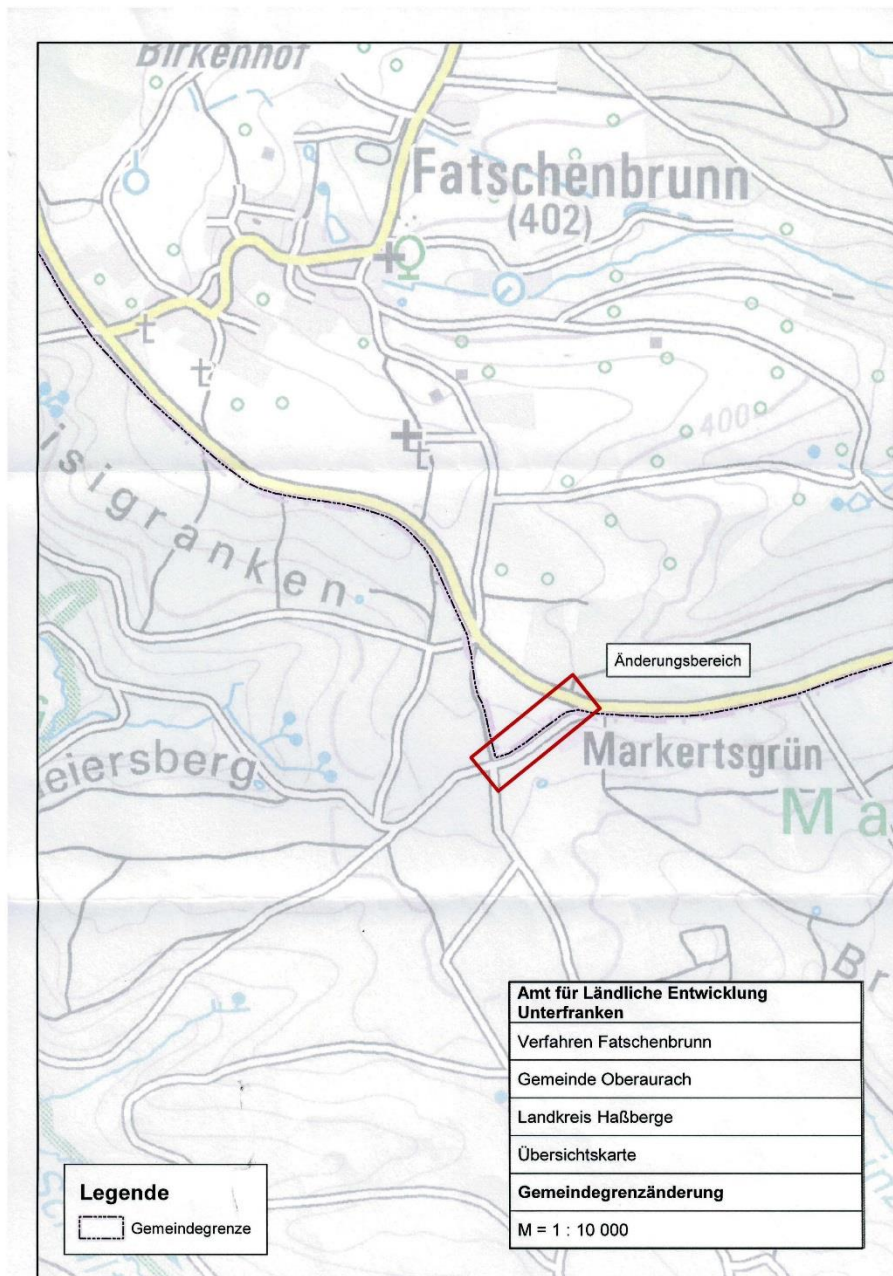 Birkenhof
Fatschenbrunn
(402)
400
isigranken
Änderungsbereich
Markertsgrün
eiersberg
Ma
Br
Amt für Ländliche Entwicklung
Unterfranken
Verfahren Fatschenbrunn
Gemeinde Oberaurach
Landkreis Haßberge
Übersichtskarte
Gemeindegrenzänderung
M = 1 : 10 000
Legende
Gemeindegrenze